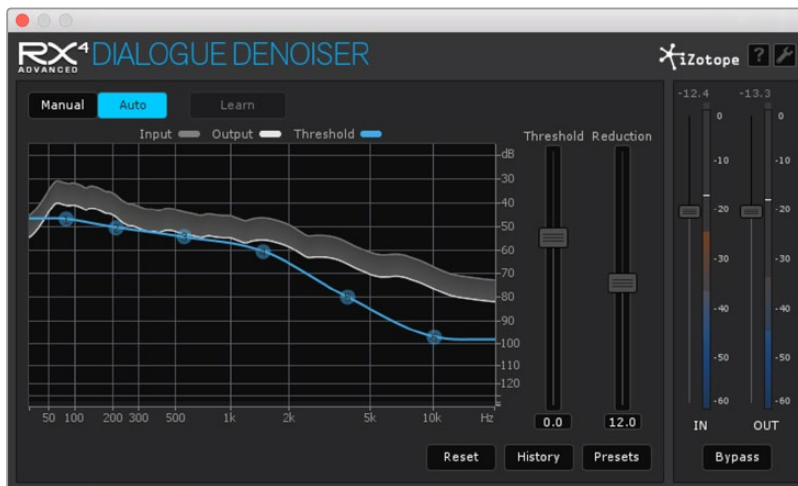 RX4 DIALOGUE DENOISER
ADVANCED
iZotope ?
Manual Auto Learn
Input Output Threshold
Threshold Reduction
dB
-30
-40
-50
-60
-70
-80
-90
-100
-110
-120
50 100 200 300 500 1k 2k 5k 10k Hz
0.0 12.0
Reset History Presets
-12.4 -13.3
0 0
-10 -10
-20 -20
-30 -30
-40 -40
-50 -50
-60 -60
IN OUT
Bypass